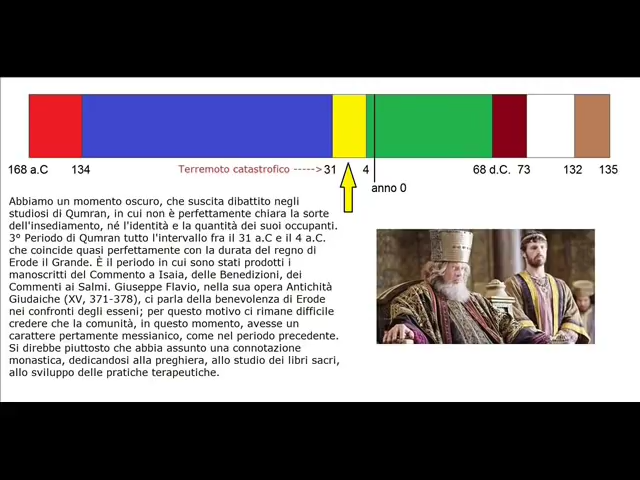 168 a.C 134 Terremoto catastrofico -----> 31 4 68 d.C. 73 132 135
anno 0
Abbiamo un momento oscuro, che suscita dibattito negli
studiosi di Qumran, in cui non è perfettamente chiara la sorte
dell'insediamento, né l'identità e la quantità dei suoi occupanti.
3° Periodo di Qumran tutto l'intervallo fra il 31 a.C e il 4 a.C.
che coincide quasi perfettamente con la durata del regno di
Erode il Grande. È il periodo in cui sono stati prodotti i
manoscritti del Commento a Isaia, delle Benedizioni, dei
Commenti ai Salmi. Giuseppe Flavio, nella sua opera Antichità
Giudaiche (XV, 371-378), ci parla della benevolenza di Erode
nei confronti degli esseni; per questo motivo ci rimane difficile
credere che la comunità, in questo momento, avesse un
carattere pertamente messianico, come nel periodo precedente.
Si direbbe piuttosto che abbia assunto una connotazione
monastica, dedicandosi alla preghiera, allo studio dei libri sacri,
allo sviluppo delle pratiche terapeutiche.